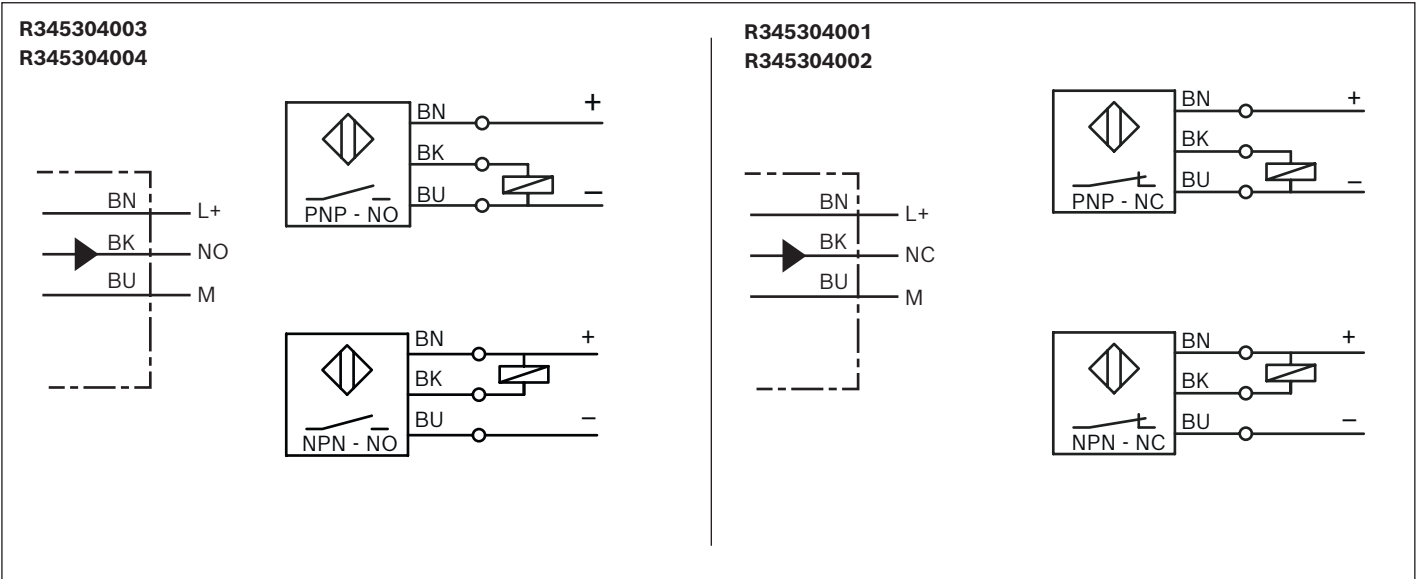 R345304003
R345304004
BN
+
BK
BU
–
PNP - NO
BN
L+
BK
NO
BU
M
BN
+
BK
BU
–
NPN - NO
R345304001
R345304002
BN
+
BK
BU
–
PNP - NC
BN
L+
BK
NC
BU
M
BN
+
BK
BU
–
NPN - NC